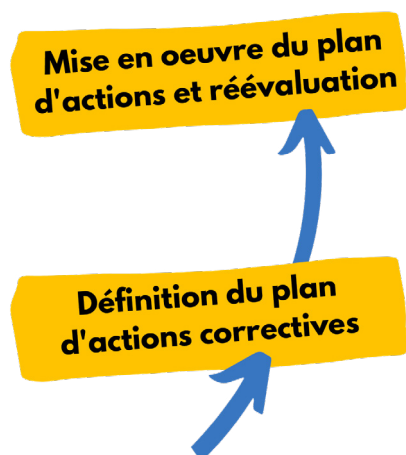 Mise en oeuvre du plan
d'actions et réévaluation
Définition du plan
d'actions correctives